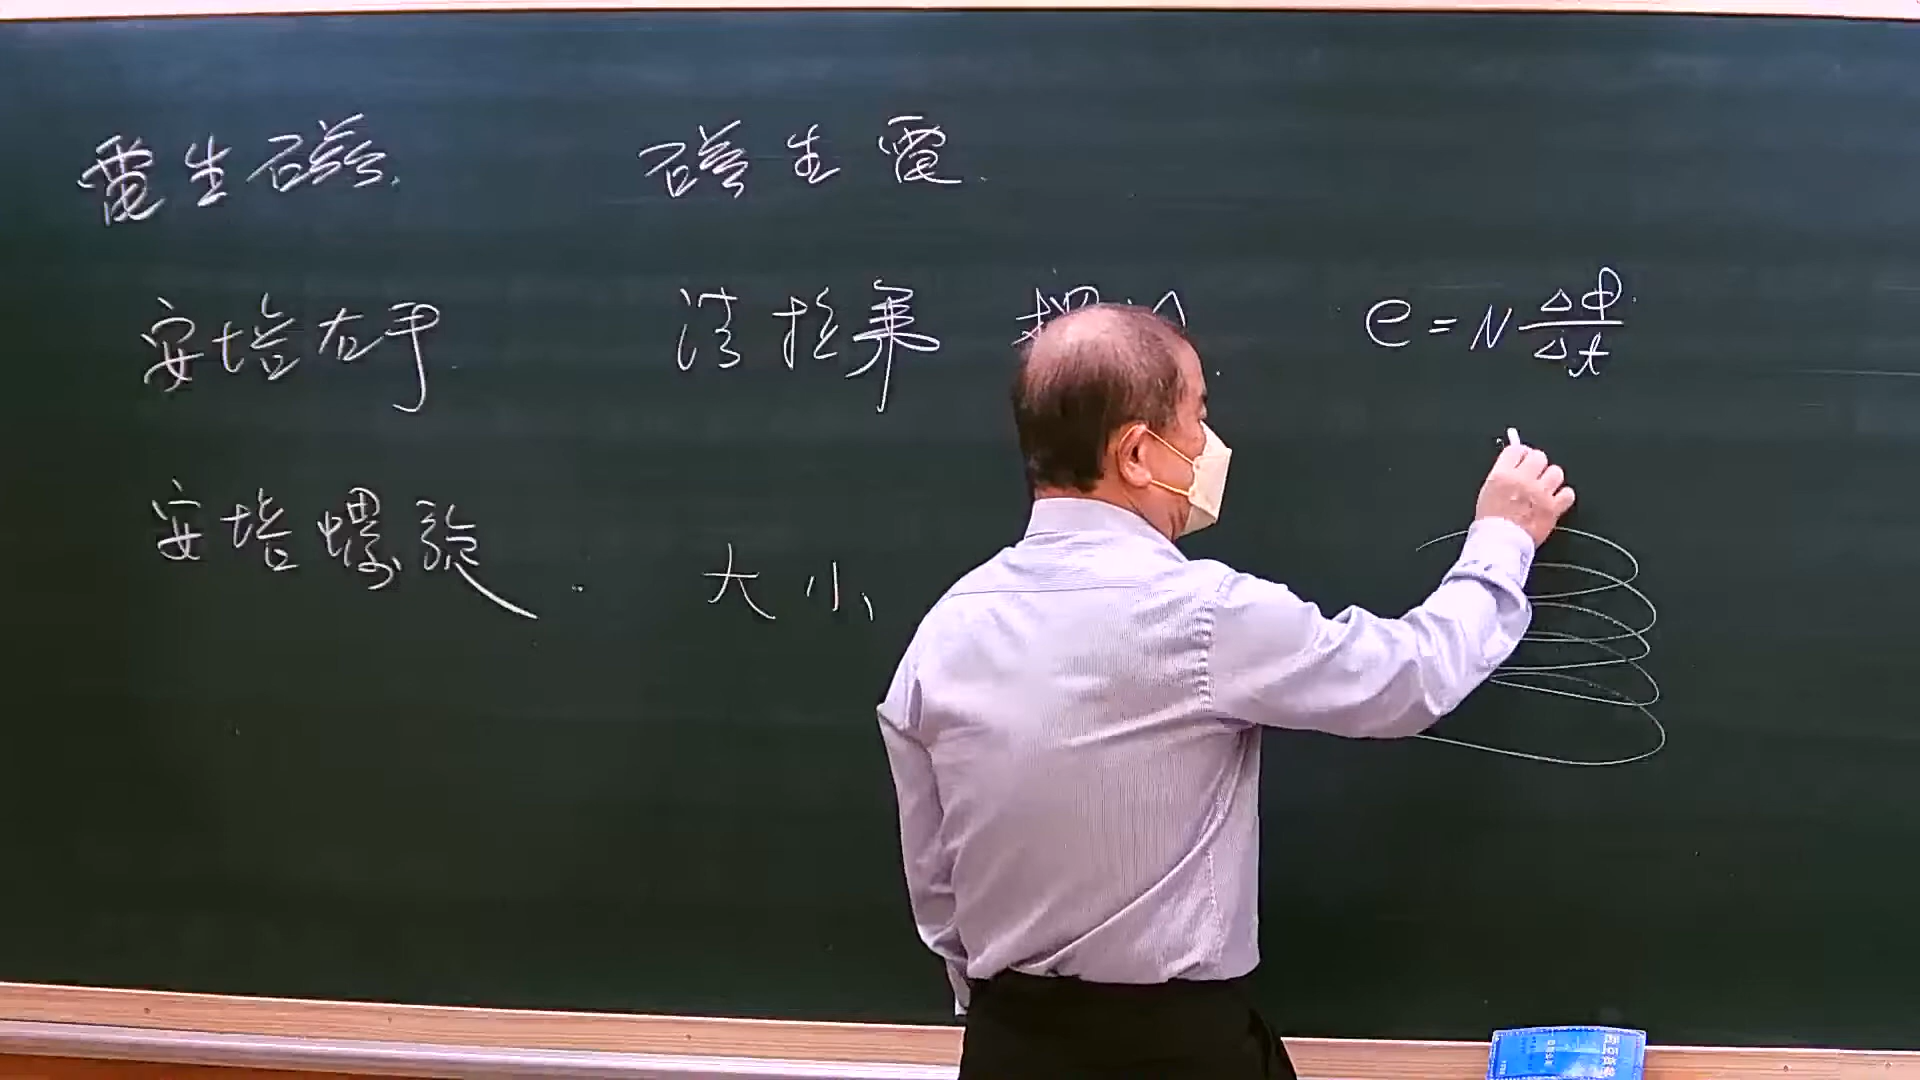 電生磁.
磁生電.
安培右手
法拉第
e = N ΔΦ/Δt
安培螺旋
大小